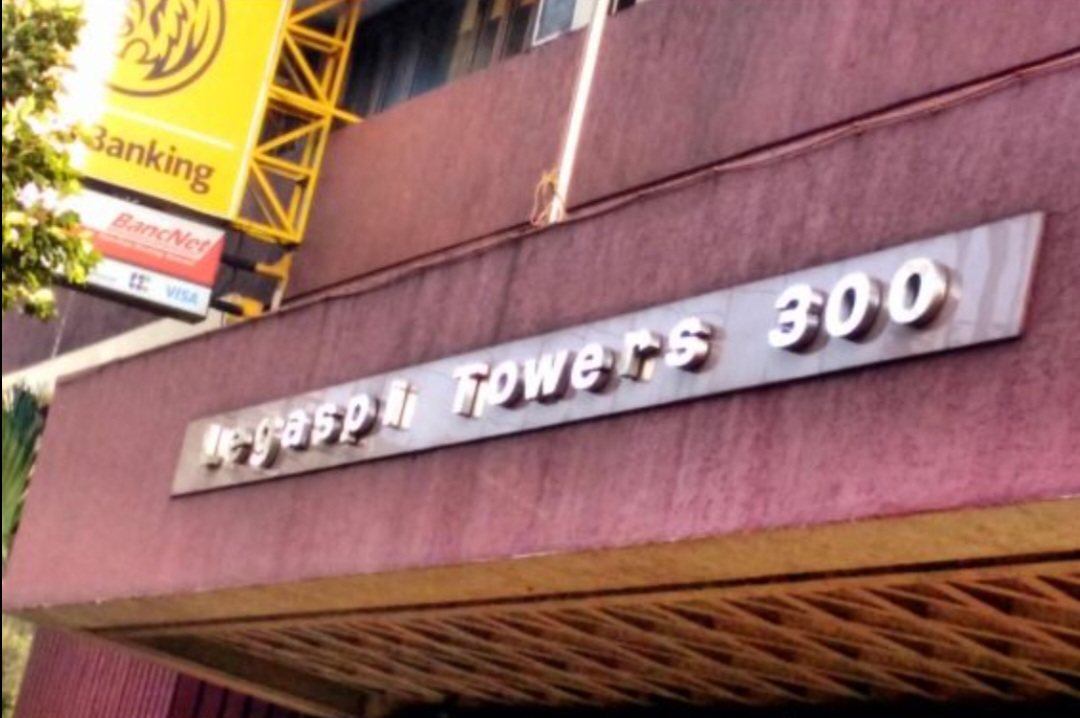 Banking
BancNet
VISA
Legaspi Towers 300